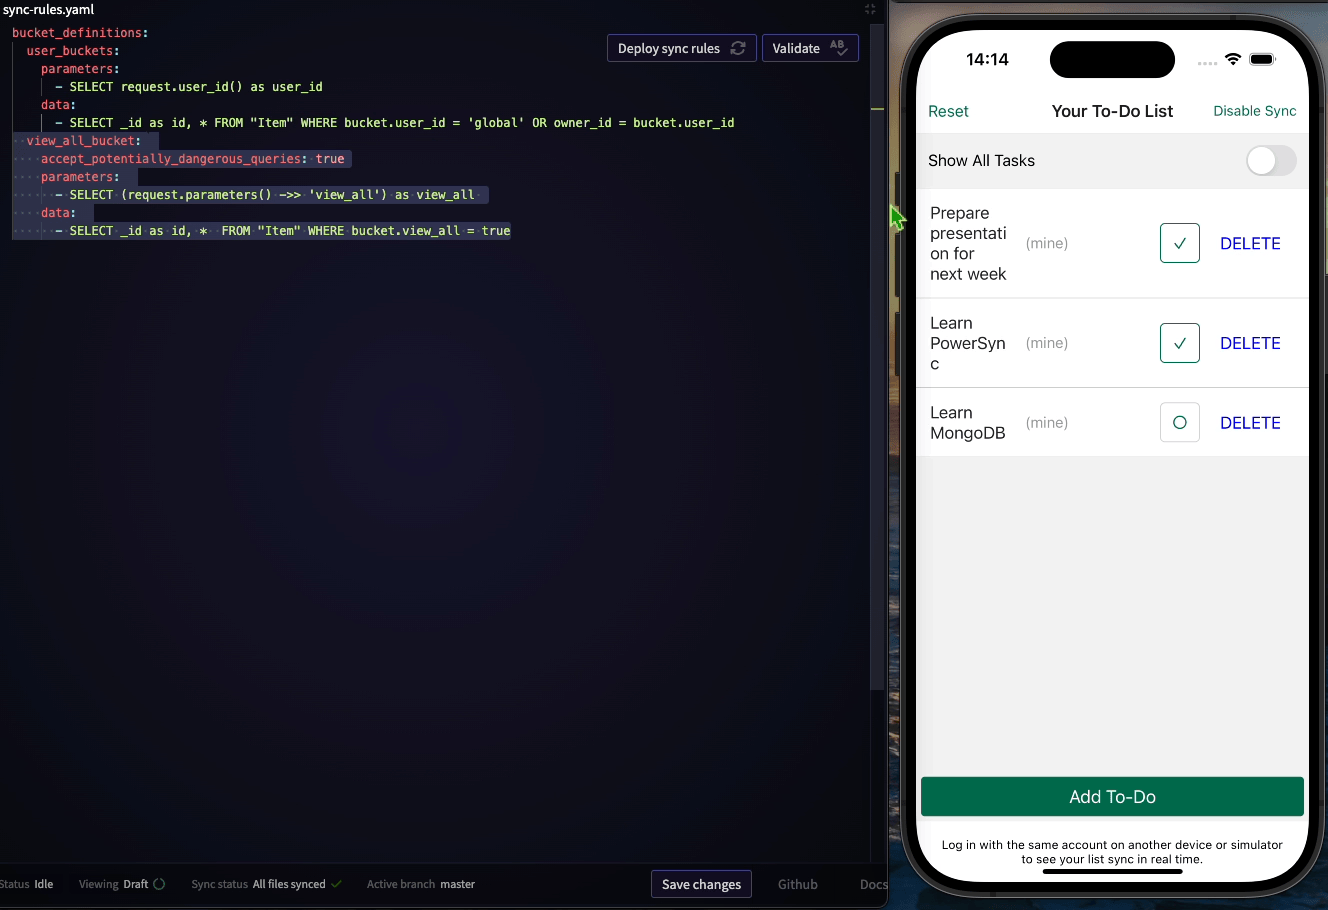 sync-rules.yaml
bucket_definitions:
user_buckets:
parameters:
- SELECT request.user_id() as user_id
data:
- SELECT _id as id, * FROM "Item" WHERE bucket.user_id = 'global' OR owner_id = bucket.user_id
view_all_bucket:
accept_potentially_dangerous_queries: true
parameters:
- SELECT (request.parameters() ->> 'view_all') as view_all
data:
- SELECT _id as id, *  FROM "Item" WHERE bucket.view_all = true
Deploy sync rules
Validate
AB
Status Idle
Viewing Draft
Sync status All files synced
Active branch master
Save changes
Github
Docs
14:14
Reset
Your To-Do List
Disable Sync
Show All Tasks
Prepare
presentati
on for
next week
(mine)
DELETE
Learn
PowerSyn
c
(mine)
DELETE
Learn
MongoDB
(mine)
DELETE
Add To-Do
Log in with the same account on another device or simulator
to see your list sync in real time.